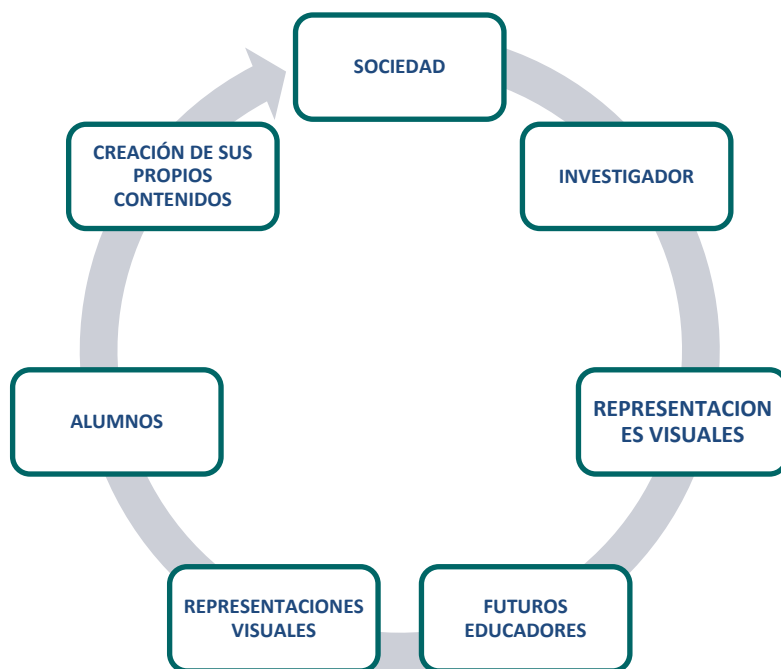 SOCIEDAD
INVESTIGADOR
REPRESENTACION
ES VISUALES
FUTUROS
EDUCADORES
REPRESENTACIONES
VISUALES
ALUMNOS
CREACIÓN DE SUS
PROPIOS
CONTENIDOS